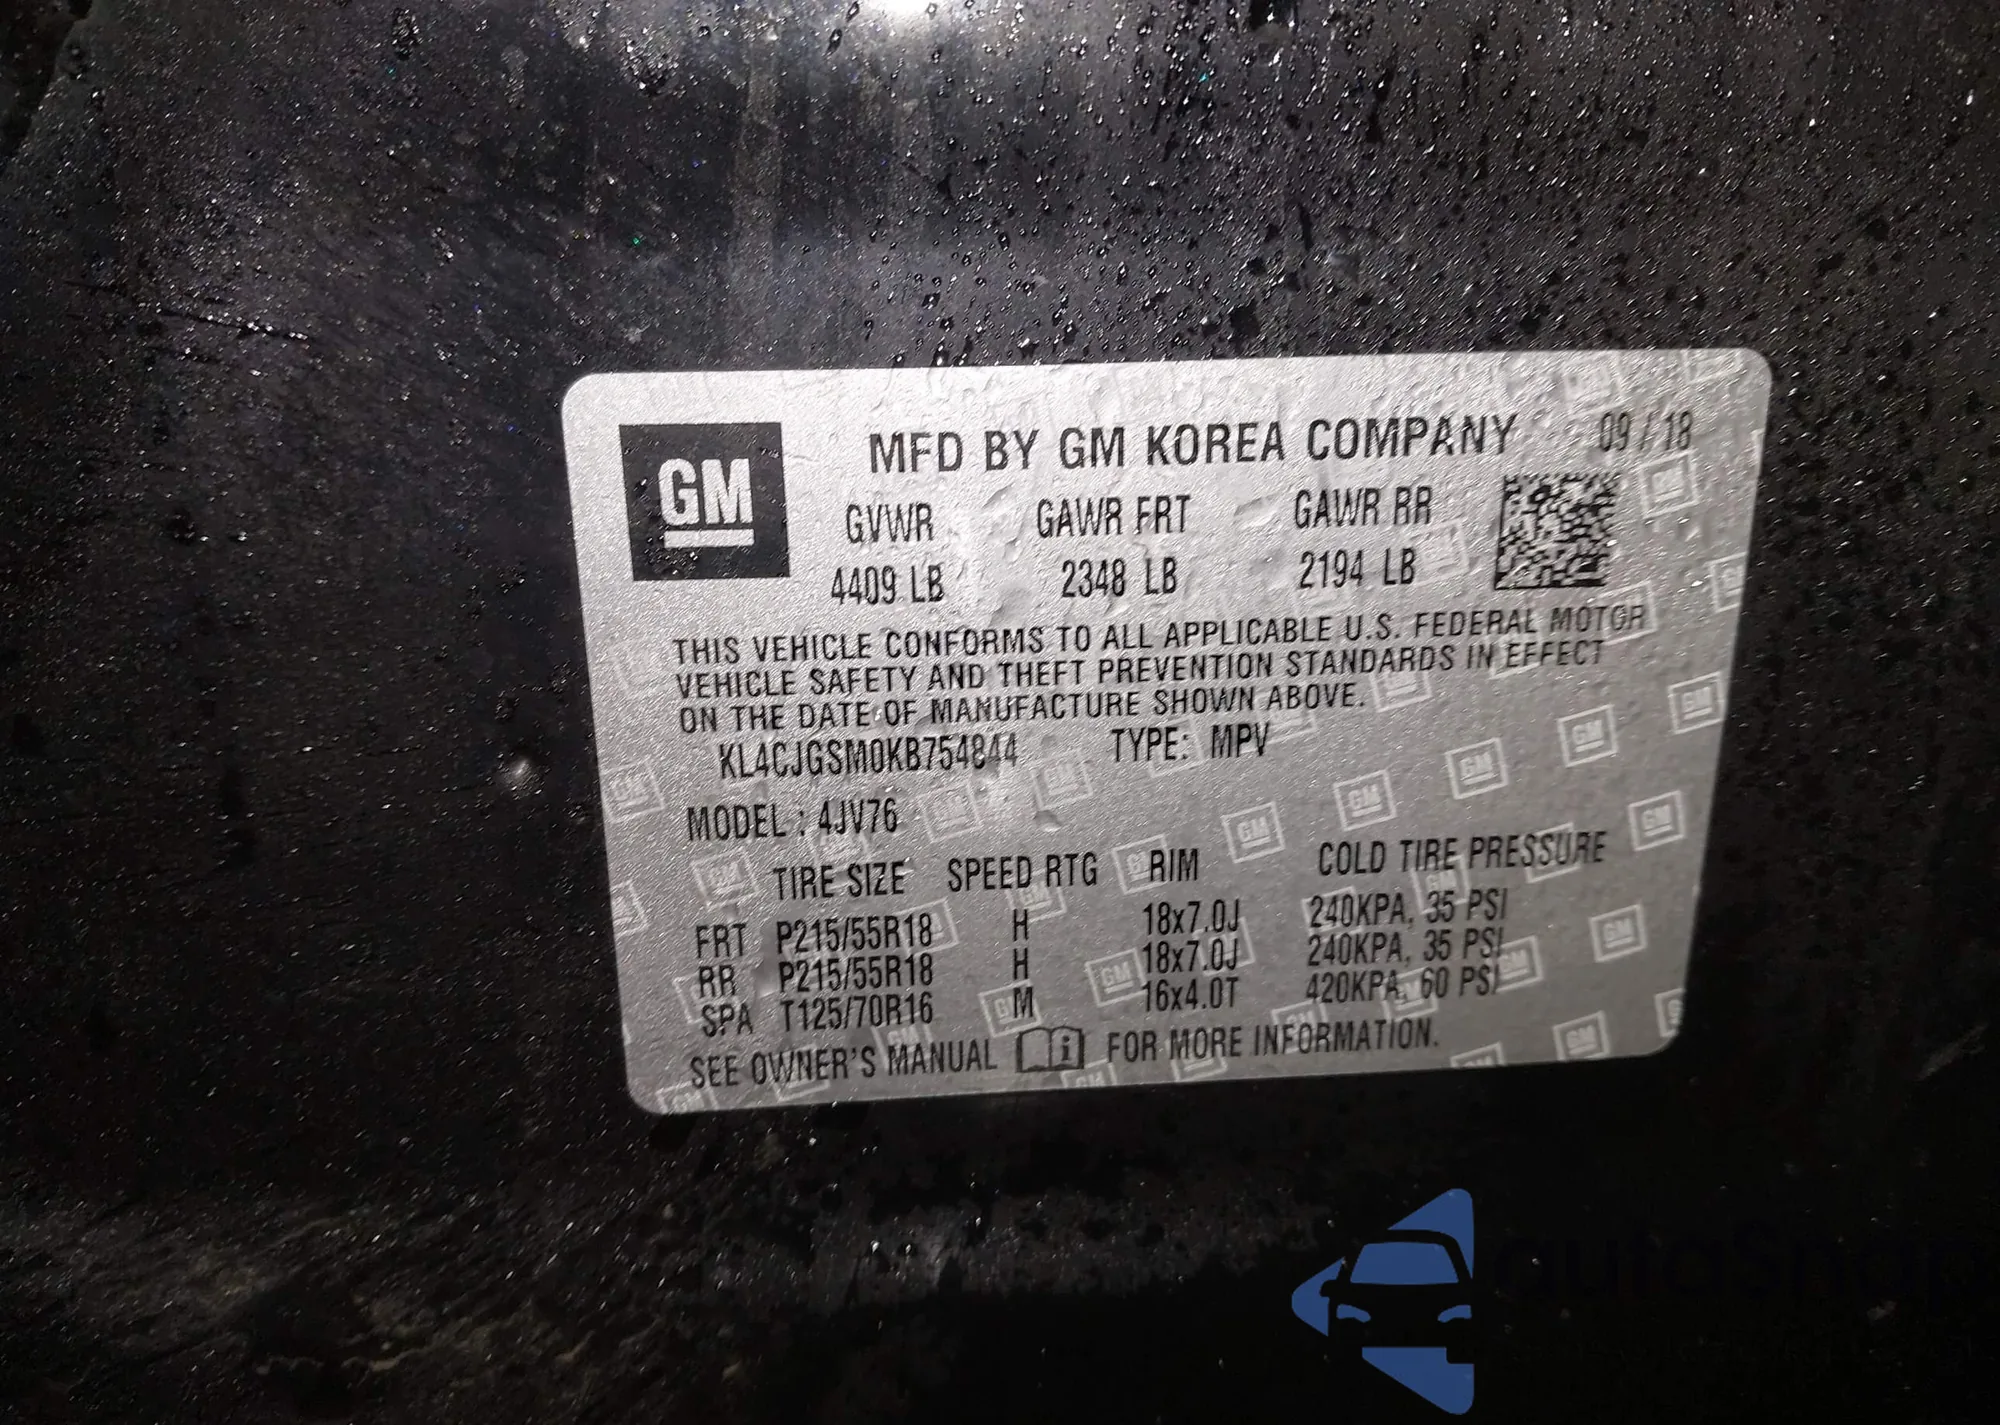 GM
MFD BY GM KOREA COMPANY 09/18
GVWR GAWR FRT GAWR RR
4409 LB 2348 LB 2194 LB
THIS VEHICLE CONFORMS TO ALL APPLICABLE U.S. FEDERAL MOTOR
VEHICLE SAFETY AND THEFT PREVENTION STANDARDS IN EFFECT
ON THE DATE OF MANUFACTURE SHOWN ABOVE.
KL4CJGSM0KB754844 TYPE: MPV
MODEL : 4JV76
TIRE SIZE SPEED RTG RIM COLD TIRE PRESSURE
FRT P215/55R18 H 18x7.0J 240KPA, 35 PSI
RR P215/55R18 H 18x7.0J 240KPA, 35 PSI
SPA T125/70R16 M 16x4.0T 420KPA, 60 PSI
SEE OWNER'S MANUAL FOR MORE INFORMATION.